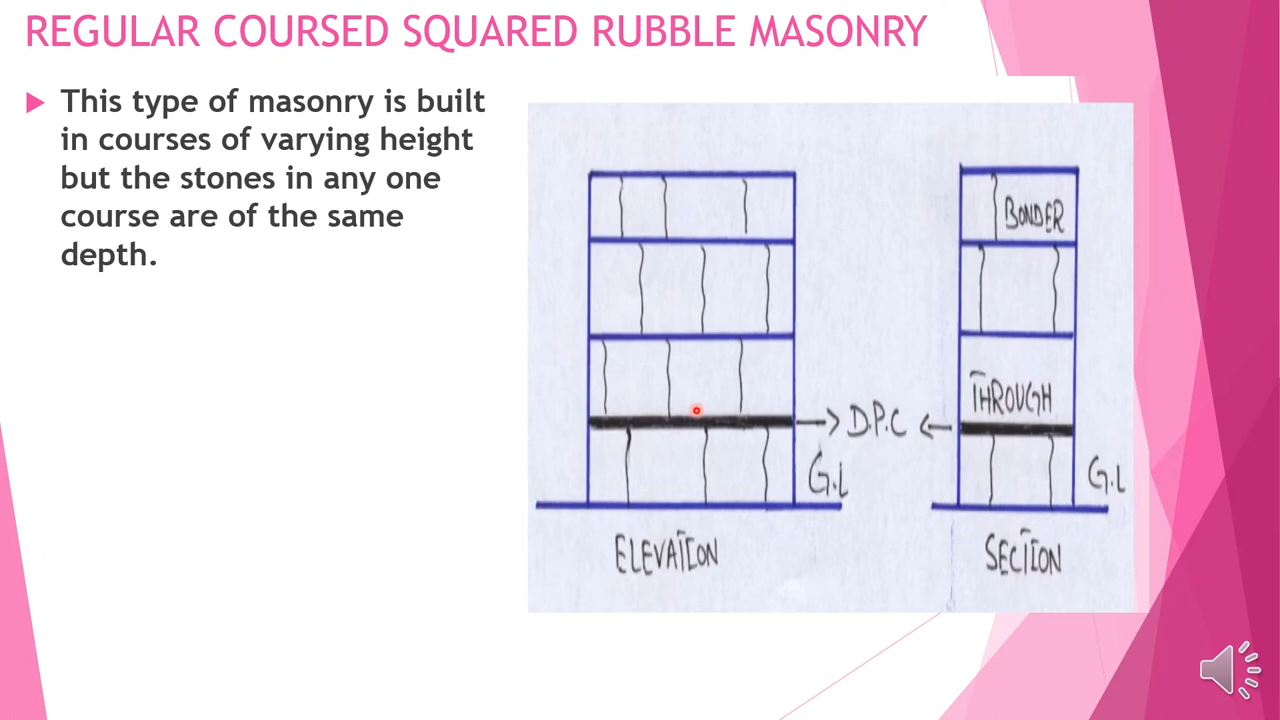 REGULAR COURSED SQUARED RUBBLE MASONRY
This type of masonry is built
in courses of varying height
but the stones in any one
course are of the same
depth.
BONDER
THROUGH
D.P.C
G.L
G.L
ELEVATION
SECTION